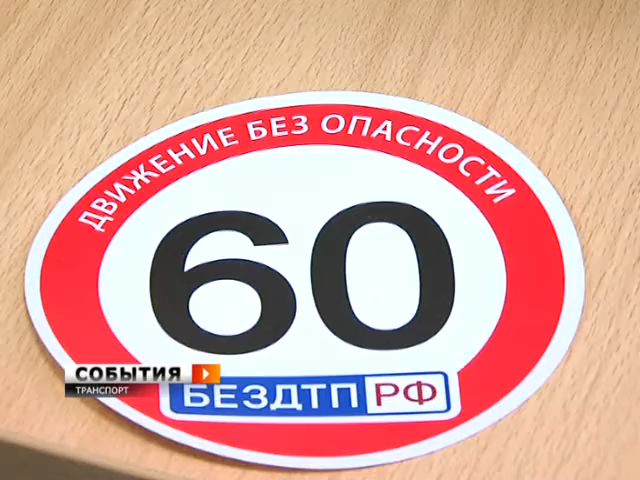 ДВИЖЕНИЕ БЕЗ ОПАСНОСТИ
60
БЕЗДТП РФ
СОБЫТИЯ
ТРАНСПОРТ